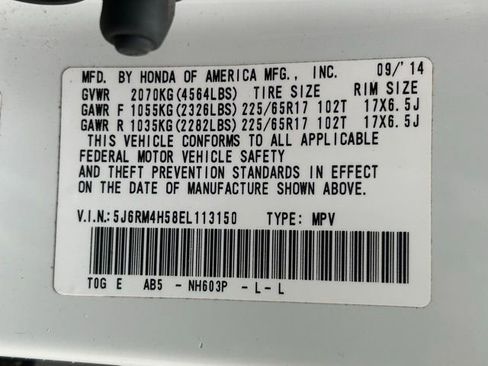 MFD. BY HONDA OF AMERICA MFG., INC. 09/'14
GVWR 2070KG(4564LBS) TIRE SIZE RIM SIZE
GAWR F 1055KG(2326LBS) 225/65R17 102T 17X6.5J
GAWR R 1035KG(2282LBS) 225/65R17 102T 17X6.5J
THIS VEHICLE CONFORMS TO ALL APPLICABLE
FEDERAL MOTOR VEHICLE SAFETY
AND THEFT PREVENTION STANDARDS IN EFFECT
ON THE DATE OF MANUFACTURE SHOWN ABOVE.
V.I.N.:5J6RM4H58EL113150 TYPE: MPV
TOG E AB5 - NH603P - L - L